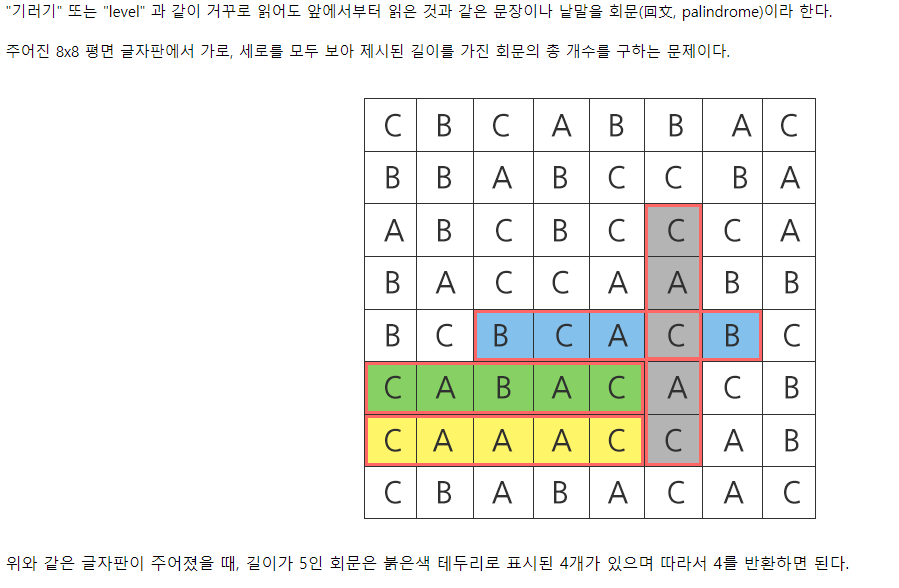 "기러기" 또는 "level" 과 같이 거꾸로 읽어도 앞에서부터 읽은 것과 같은 문장이나 낱말을 회문(回文, palindrome)이라 한다.
주어진 8x8 평면 글자판에서 가로, 세로를 모두 보아 제시된 길이를 가진 회문의 총 개수를 구하는 문제이다.
C B C A B B A C
B B A B C C B A
A B C B C C C A
B A C C A A B B
B C B C A C B C
C A B A C A C B
C A A A C C A B
C B A B A C A C
위와 같은 글자판이 주어졌을 때, 길이가 5인 회문은 붉은색 테두리로 표시된 4개가 있으며 따라서 4를 반환하면 된다.